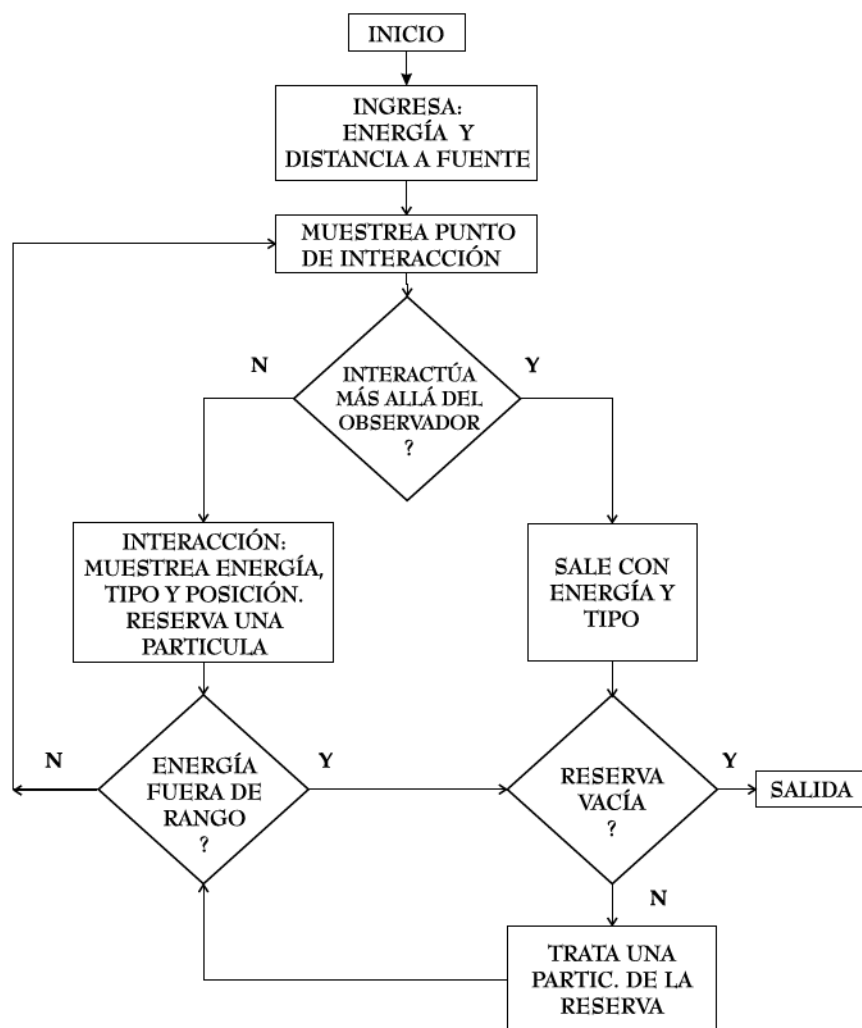 INICIO
INGRESA:
ENERGÍA Y
DISTANCIA A FUENTE
MUESTREA PUNTO
DE INTERACCIÓN
N
Y
INTERACTÚA
MÁS ALLÁ DEL
OBSERVADOR
?
INTERACCIÓN:
MUESTREA ENERGÍA,
TIPO Y POSICIÓN.
RESERVA UNA
PARTICULA
SALE CON
ENERGÍA Y
TIPO
N
ENERGÍA
FUERA DE
RANGO
?
Y
RESERVA
VACÍA
?
Y
SALIDA
N
TRATA UNA
PARTIC. DE LA
RESERVA